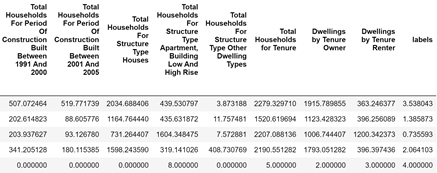 Total Households For Period Of Construction Built Between 1991 And 2000
Total Households For Period Of Construction Built Between 2001 And 2005
Total Households For Structure Type Houses
Total Households For Structure Type Apartment, Building Low And High Rise
Total Households For Structure Type Other Dwelling Types
Total Households for Tenure
Dwellings by Tenure Owner
Dwellings by Tenure Renter
labels
507.072464 519.771739 2034.688406 439.530797 3.873188 2279.329710 1915.789855 363.246377 3.538043
202.614823 88.605776 1164.764440 435.631872 11.757481 1520.619694 1123.428323 396.256089 1.385873
203.937627 93.126780 731.264407 1604.348475 7.572881 2207.088136 1006.744407 1200.342373 0.735593
341.205128 180.115385 1598.243590 319.141026 408.730769 2190.551282 1793.051282 397.439436 2.064103
0.000000 0.000000 0.000000 8.000000 0.000000 5.000000 2.000000 3.000000 4.000000